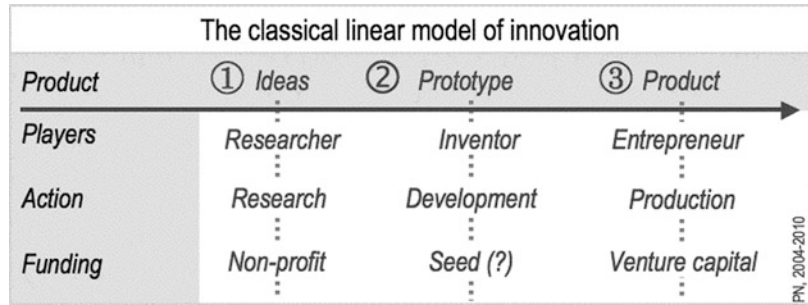 The classical linear model of innovation
Product ① Ideas ② Prototype ③ Product
Players Researcher Inventor Entrepreneur
Action Research Development Production
Funding Non-profit Seed (?) Venture capital
PN, 2004-2010